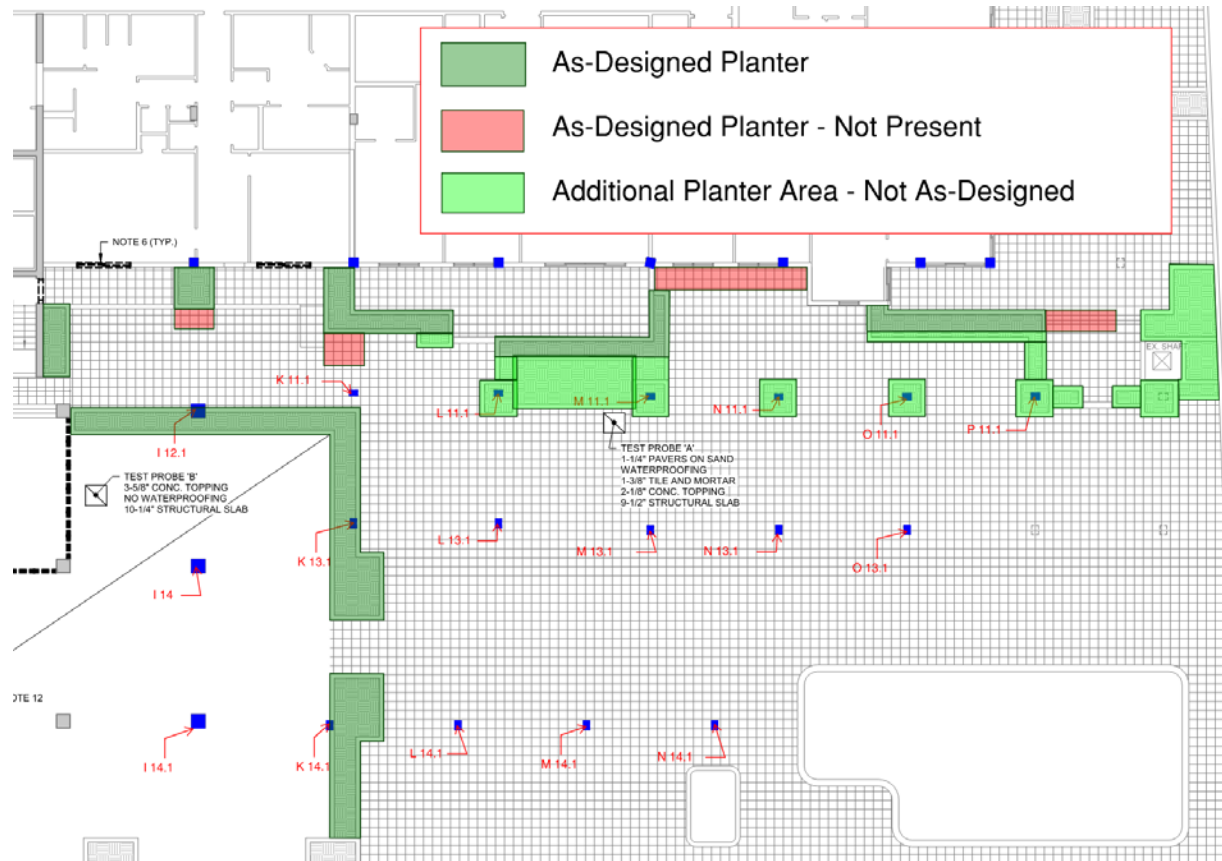 As-Designed Planter
As-Designed Planter - Not Present
Additional Planter Area - Not As-Designed
NOTE 6 (TYP.)
EX. SHAF
K 11.1
L 11.1
M 11.1
N 11.1
O 11.1
P 11.1
I 12.1
TEST PROBE 'A'
1-1/4" PAVERS ON SAND
WATERPROOFING
1-3/8" TILE AND MORTAR
2-1/8" CONC. TOPPING
9-1/2" STRUCTURAL SLAB
TEST PROBE 'B'
3-5/8" CONC. TOPPING
NO WATERPROOFING
10-1/4" STRUCTURAL SLAB
K 13.1
L 13.1
M 13.1
N 13.1
O 13.1
I 14
OTE 12
I 14.1
K 14.1
L 14.1
M 14.1
N 14.1